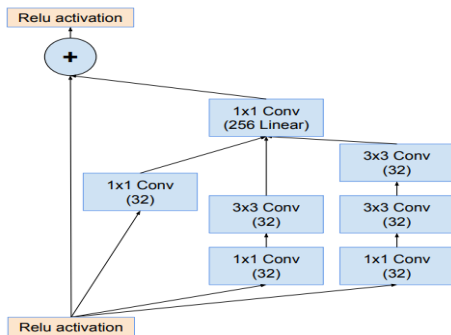 Relu activation
+
1x1 Conv
(256 Linear)
3x3 Conv
(32)
1x1 Conv
(32)
3x3 Conv
(32)
3x3 Conv
(32)
1x1 Conv
(32)
1x1 Conv
(32)
Relu activation